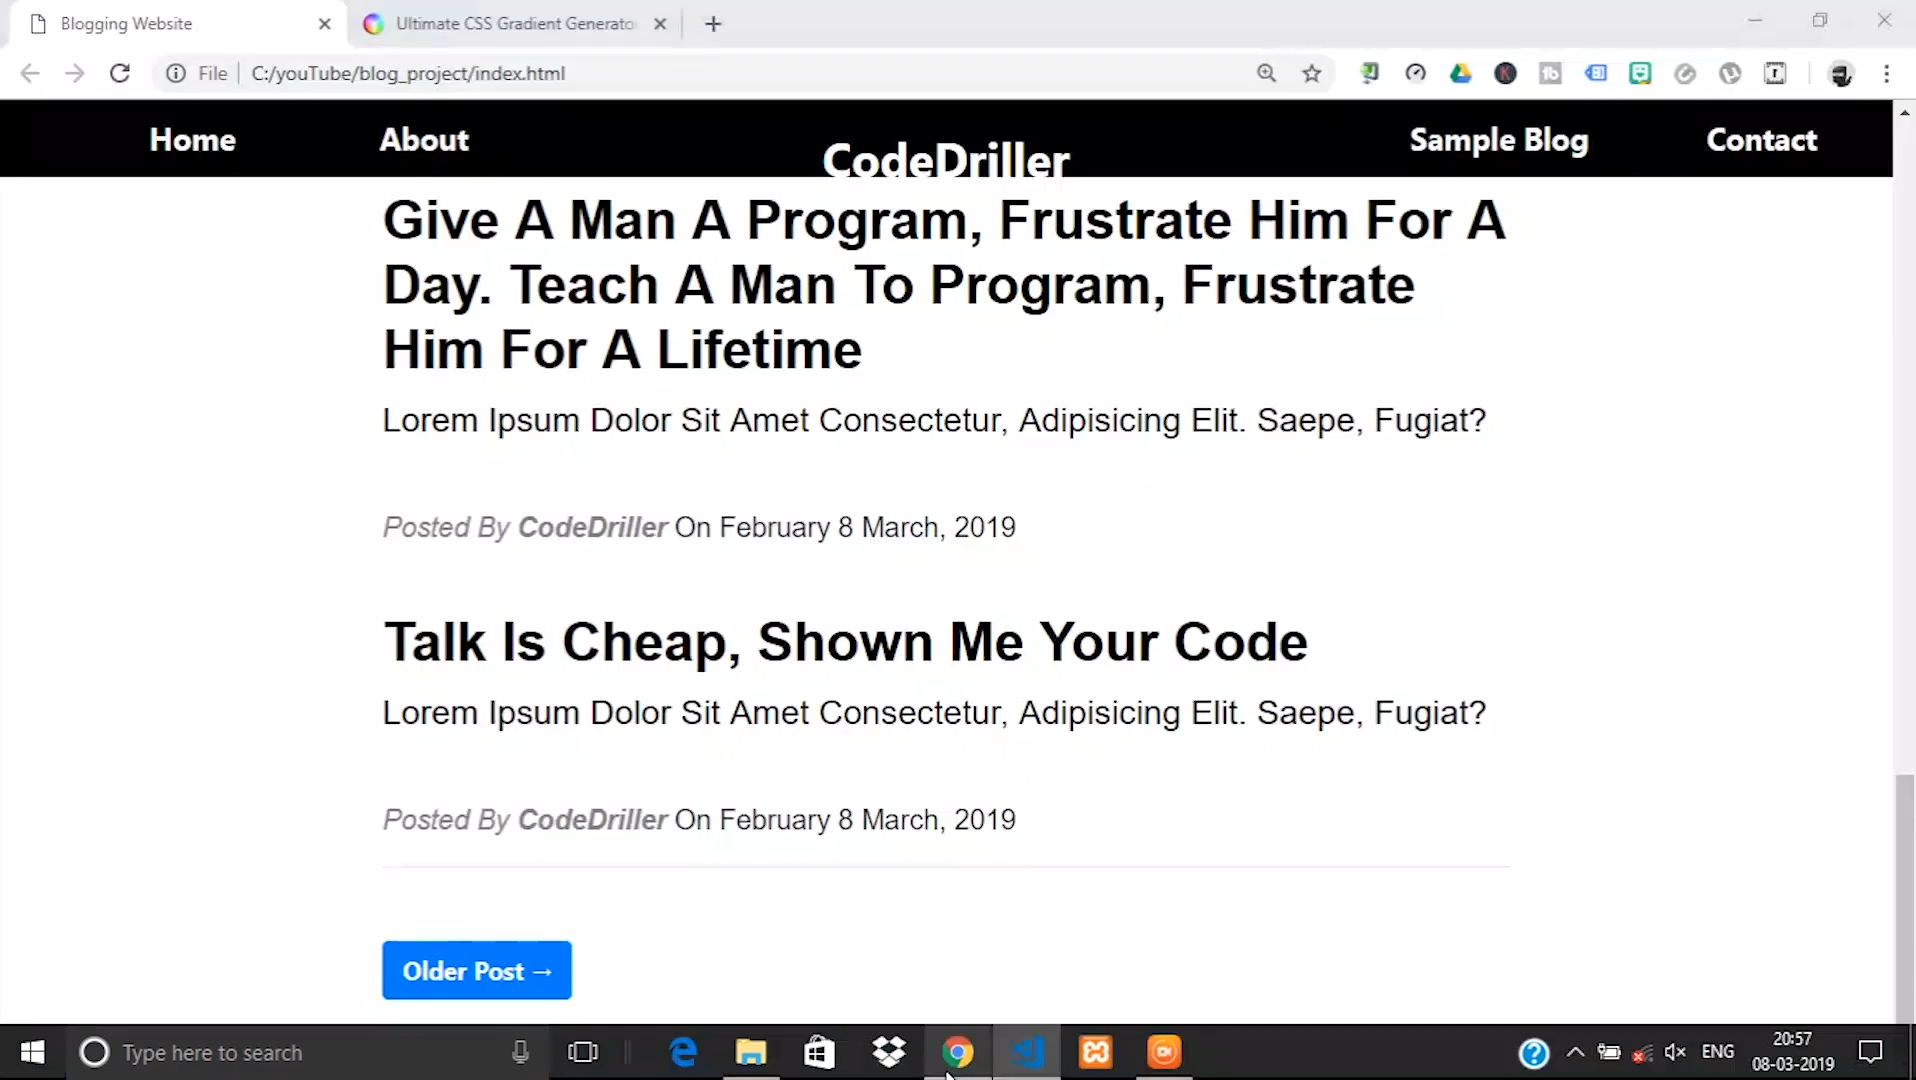 Blogging Website
Ultimate CSS Gradient Generato
File
C:/youTube/blog_project/index.html
Home
About
CodeDriller
Sample Blog
Contact
Give A Man A Program, Frustrate Him For A
Day. Teach A Man To Program, Frustrate
Him For A Lifetime
Lorem Ipsum Dolor Sit Amet Consectetur, Adipisicing Elit. Saepe, Fugiat?
Posted By CodeDriller On February 8 March, 2019
Talk Is Cheap, Shown Me Your Code
Lorem Ipsum Dolor Sit Amet Consectetur, Adipisicing Elit. Saepe, Fugiat?
Posted By CodeDriller On February 8 March, 2019
Older Post →
Type here to search
ENG
20:57
08-03-2019